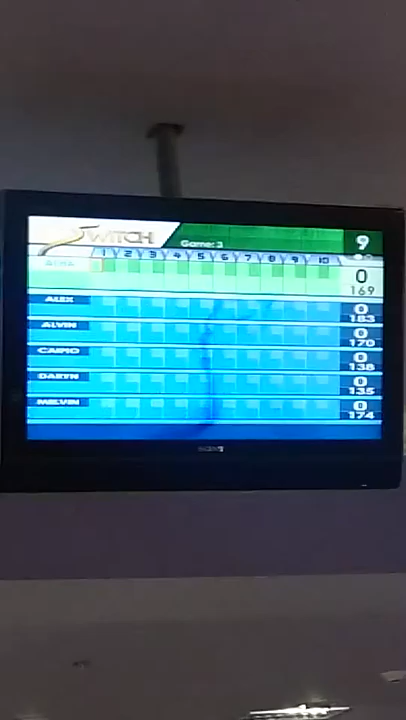 SWITCH
Game: 3
9
1 2 3 4 5 6 7 8 9 10
0
169
ALEX
0
183
ALVIN
0
170
0
138
DARYN
0
135
MELVIN
0
174
SONY